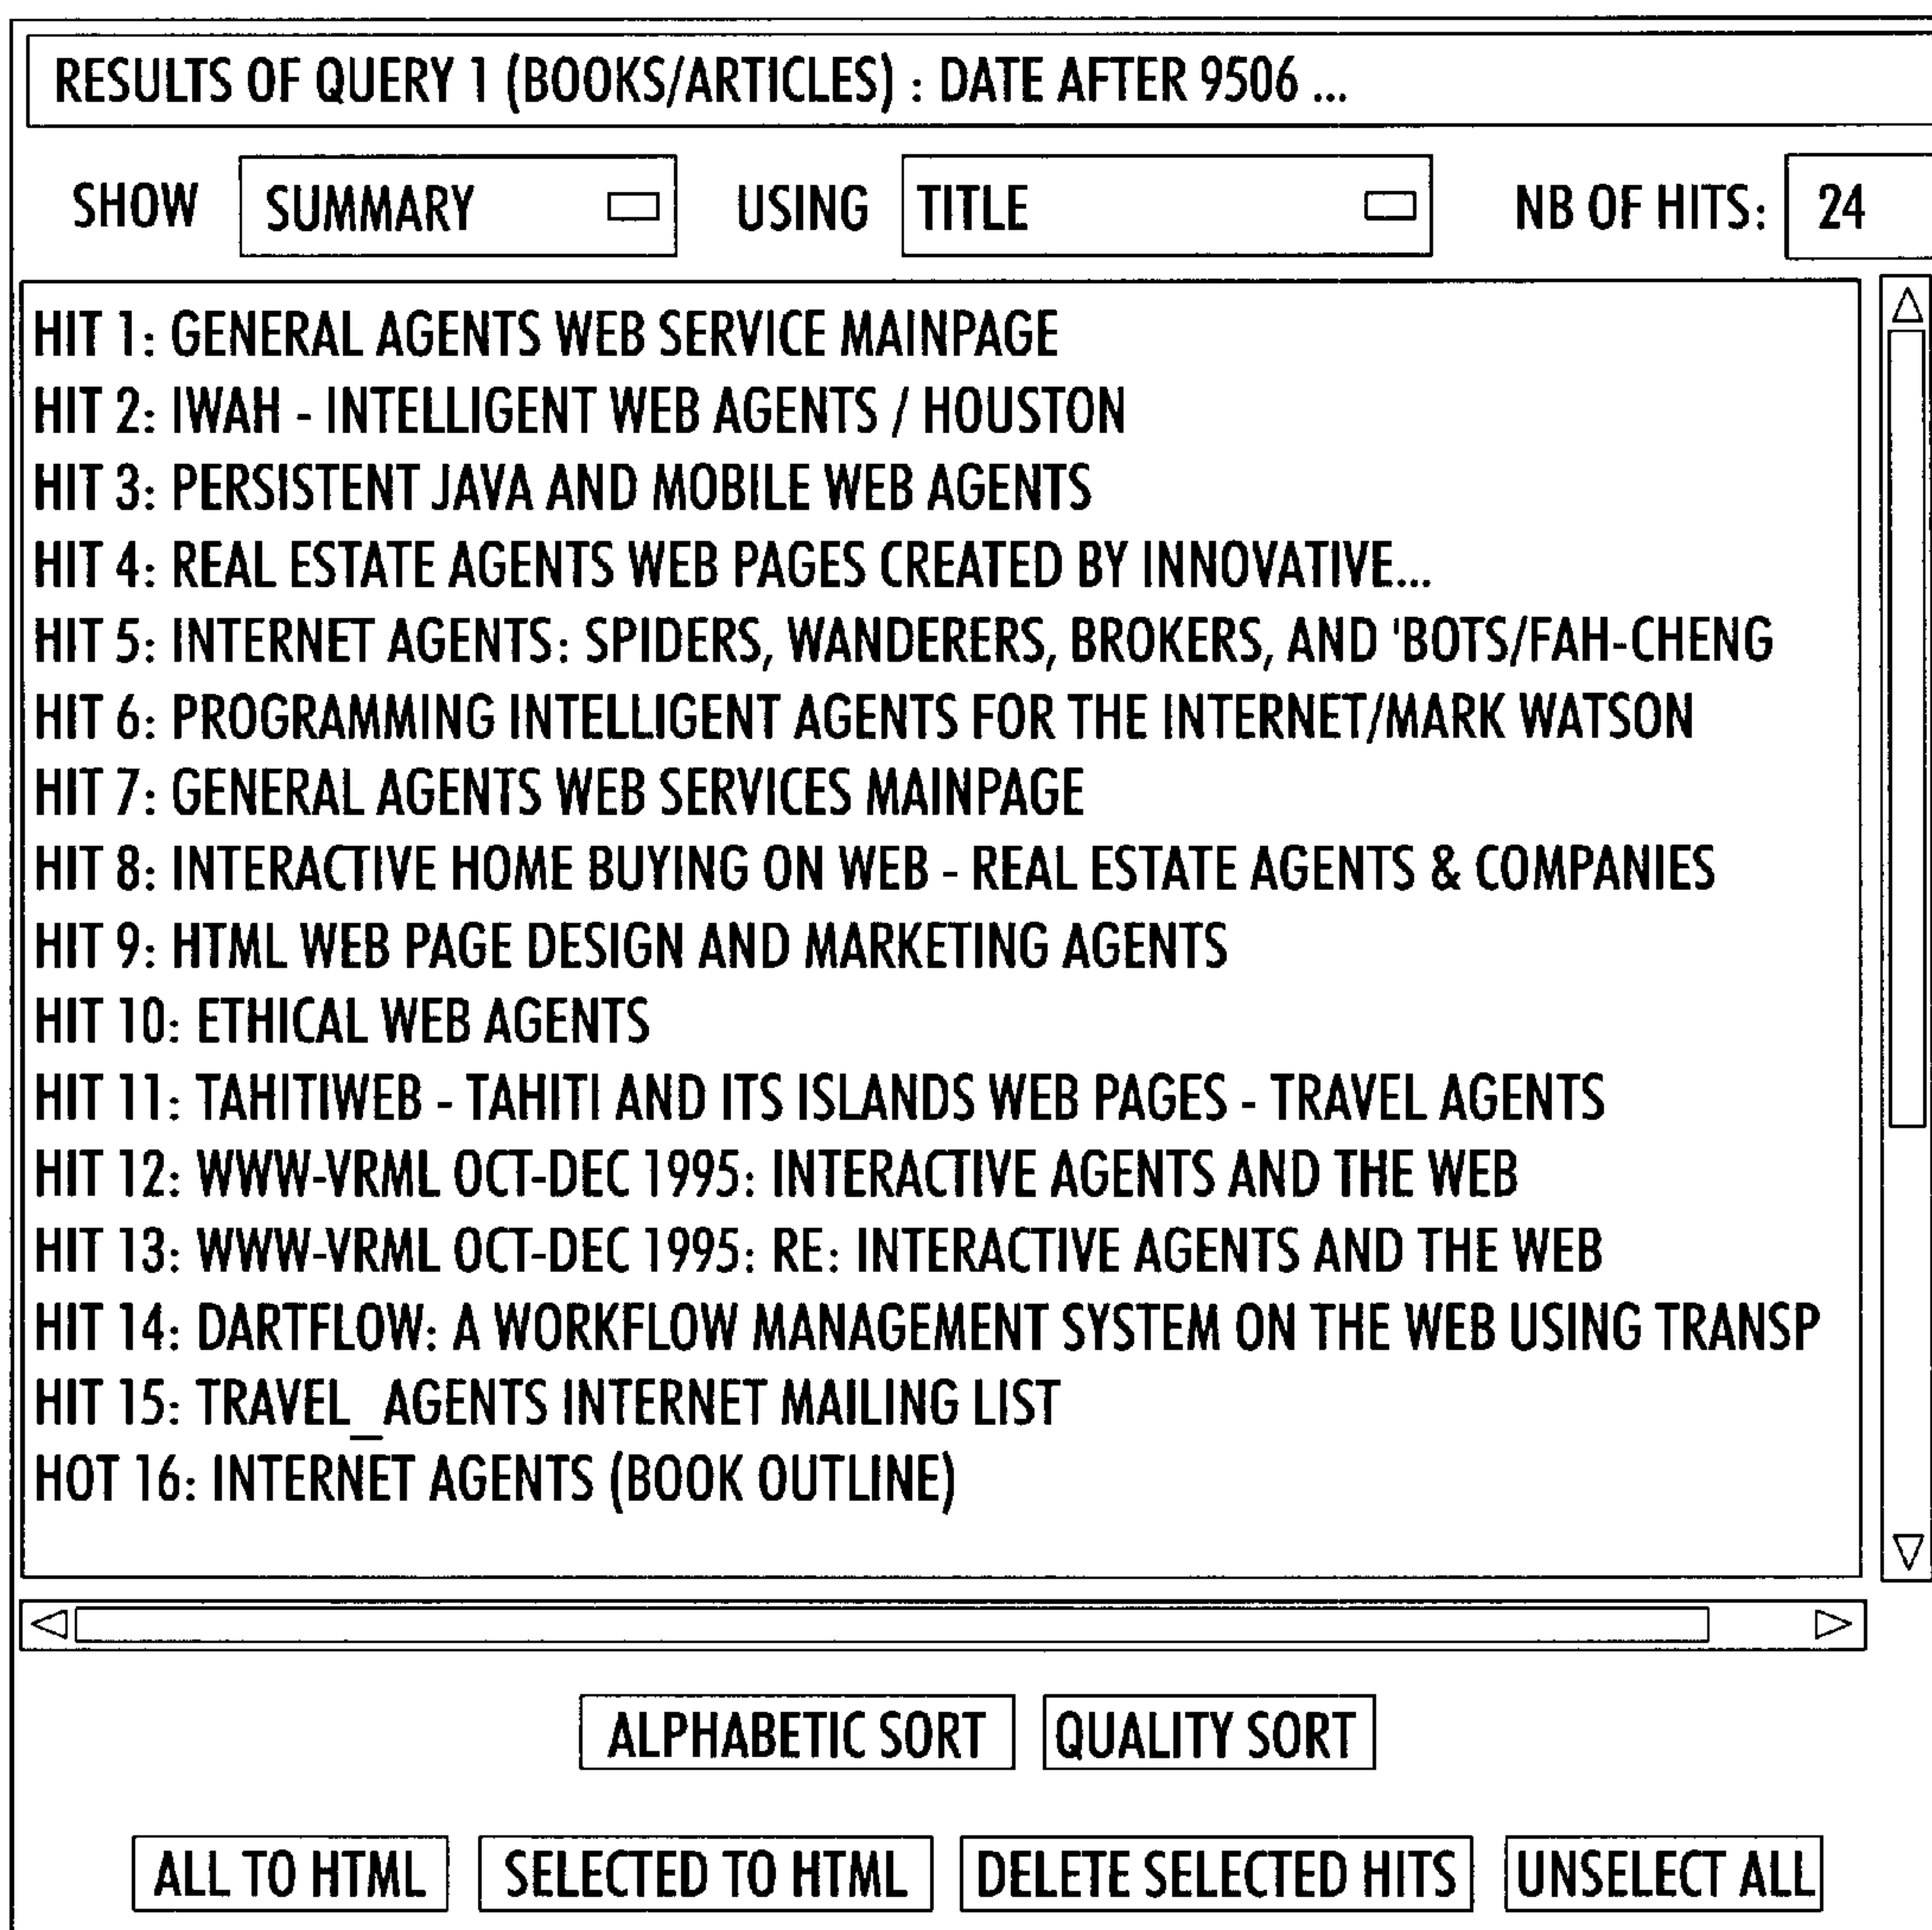 RESULTS OF QUERY 1 (BOOKS/ARTICLES) : DATE AFTER 9506 ...
SHOW SUMMARY USING TITLE NB OF HITS: 24
HIT 1: GENERAL AGENTS WEB SERVICE MAINPAGE
HIT 2: IWAH - INTELLIGENT WEB AGENTS / HOUSTON
HIT 3: PERSISTENT JAVA AND MOBILE WEB AGENTS
HIT 4: REAL ESTATE AGENTS WEB PAGES CREATED BY INNOVATIVE...
HIT 5: INTERNET AGENTS: SPIDERS, WANDERERS, BROKERS, AND 'BOTS/FAH-CHENG
HIT 6: PROGRAMMING INTELLIGENT AGENTS FOR THE INTERNET/MARK WATSON
HIT 7: GENERAL AGENTS WEB SERVICES MAINPAGE
HIT 8: INTERACTIVE HOME BUYING ON WEB - REAL ESTATE AGENTS & COMPANIES
HIT 9: HTML WEB PAGE DESIGN AND MARKETING AGENTS
HIT 10: ETHICAL WEB AGENTS
HIT 11: TAHITIWEB - TAHITI AND ITS ISLANDS WEB PAGES - TRAVEL AGENTS
HIT 12: WWW-VRML OCT-DEC 1995: INTERACTIVE AGENTS AND THE WEB
HIT 13: WWW-VRML OCT-DEC 1995: RE: INTERACTIVE AGENTS AND THE WEB
HIT 14: DARTFLOW: A WORKFLOW MANAGEMENT SYSTEM ON THE WEB USING TRANSP
HIT 15: TRAVEL_AGENTS INTERNET MAILING LIST
HOT 16: INTERNET AGENTS (BOOK OUTLINE)
ALPHABETIC SORT QUALITY SORT
ALL TO HTML SELECTED TO HTML DELETE SELECTED HITS UNSELECT ALL